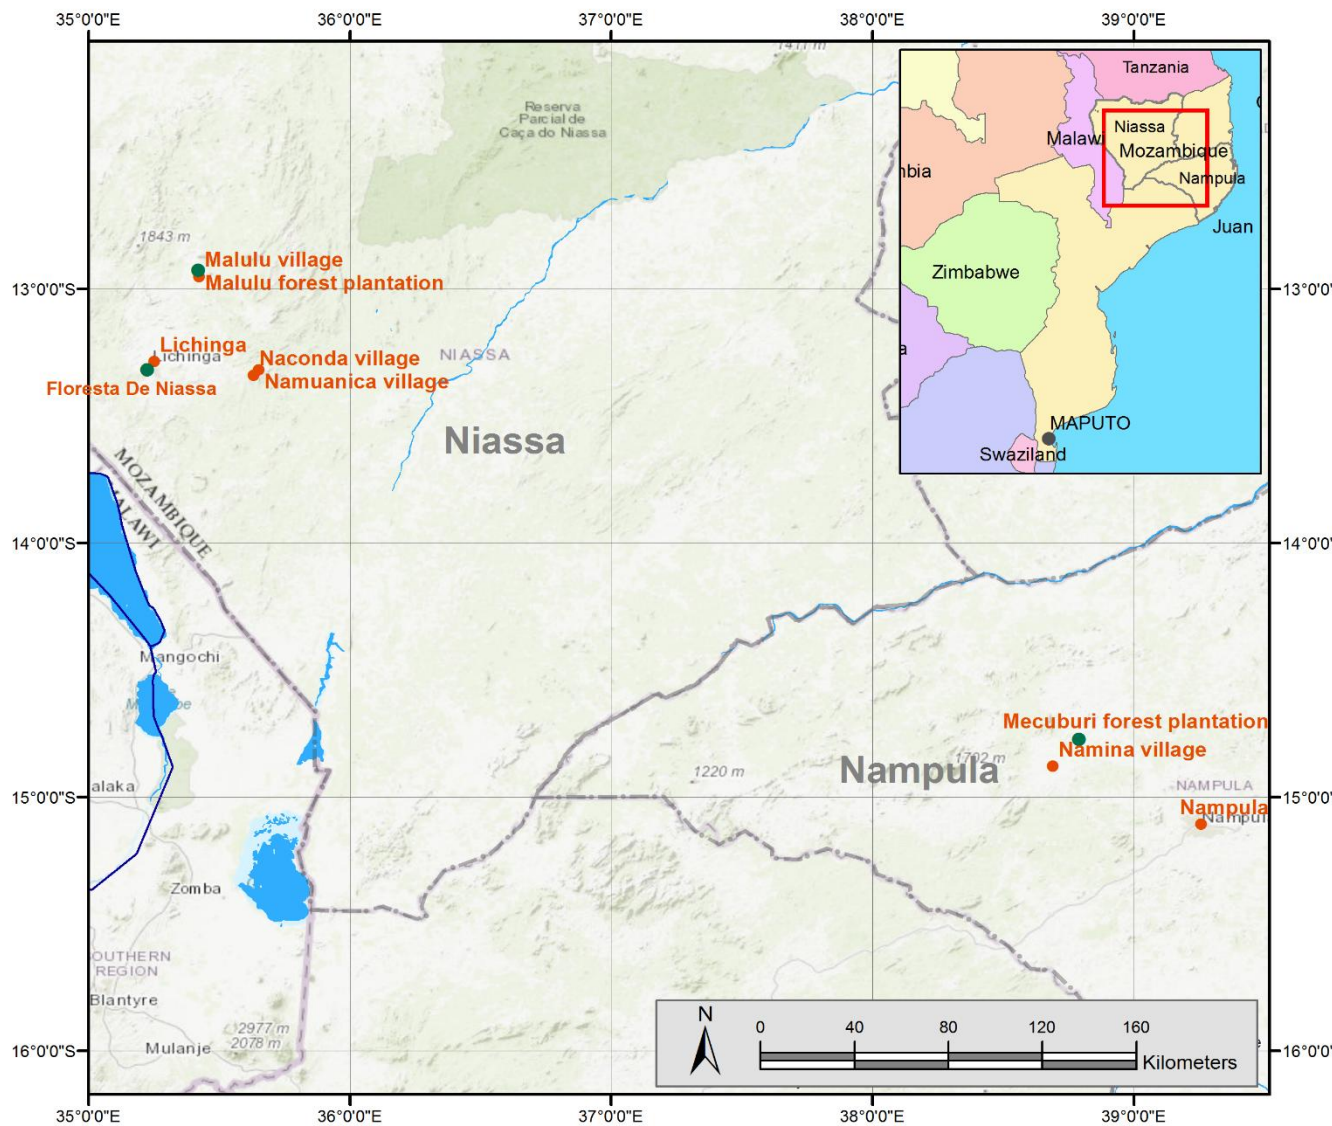 35°0'0"E
36°0'0"E
37°0'0"E
38°0'0"E
39°0'0"E
1411 m
Reserva
Parcial de
Caça do Niassa
Tanzania
Niassa
Malawi
Mozambique
Nampula
nbia
Juan
Zimbabwe
a
MAPUTO
Swaziland
1843 m
Malulu village
Malulu forest plantation
13°0'0"S
13°0'0"
Lichinga
Lichinga
Naconda village
NIASSA
Namuanica village
Floresta De Niassa
Niassa
MOZAMBIQUE
MALAWI
14°0'0"S
14°0'0"
Mangochi
Mecuburi forest plantation
Namina village
1702 m
1220 m
Nampula
NAMPULA
alaka
15°0'0"S
15°0'0"
Nampula
Nampul
Zomba
OUTHERN
REGION
Blantyre
2977 m
2078 m
Mulanje
N
0 40 80 120 160
Kilometers
e
16°0'0"S
16°0'0"
35°0'0"E
36°0'0"E
37°0'0"E
38°0'0"E
39°0'0"E